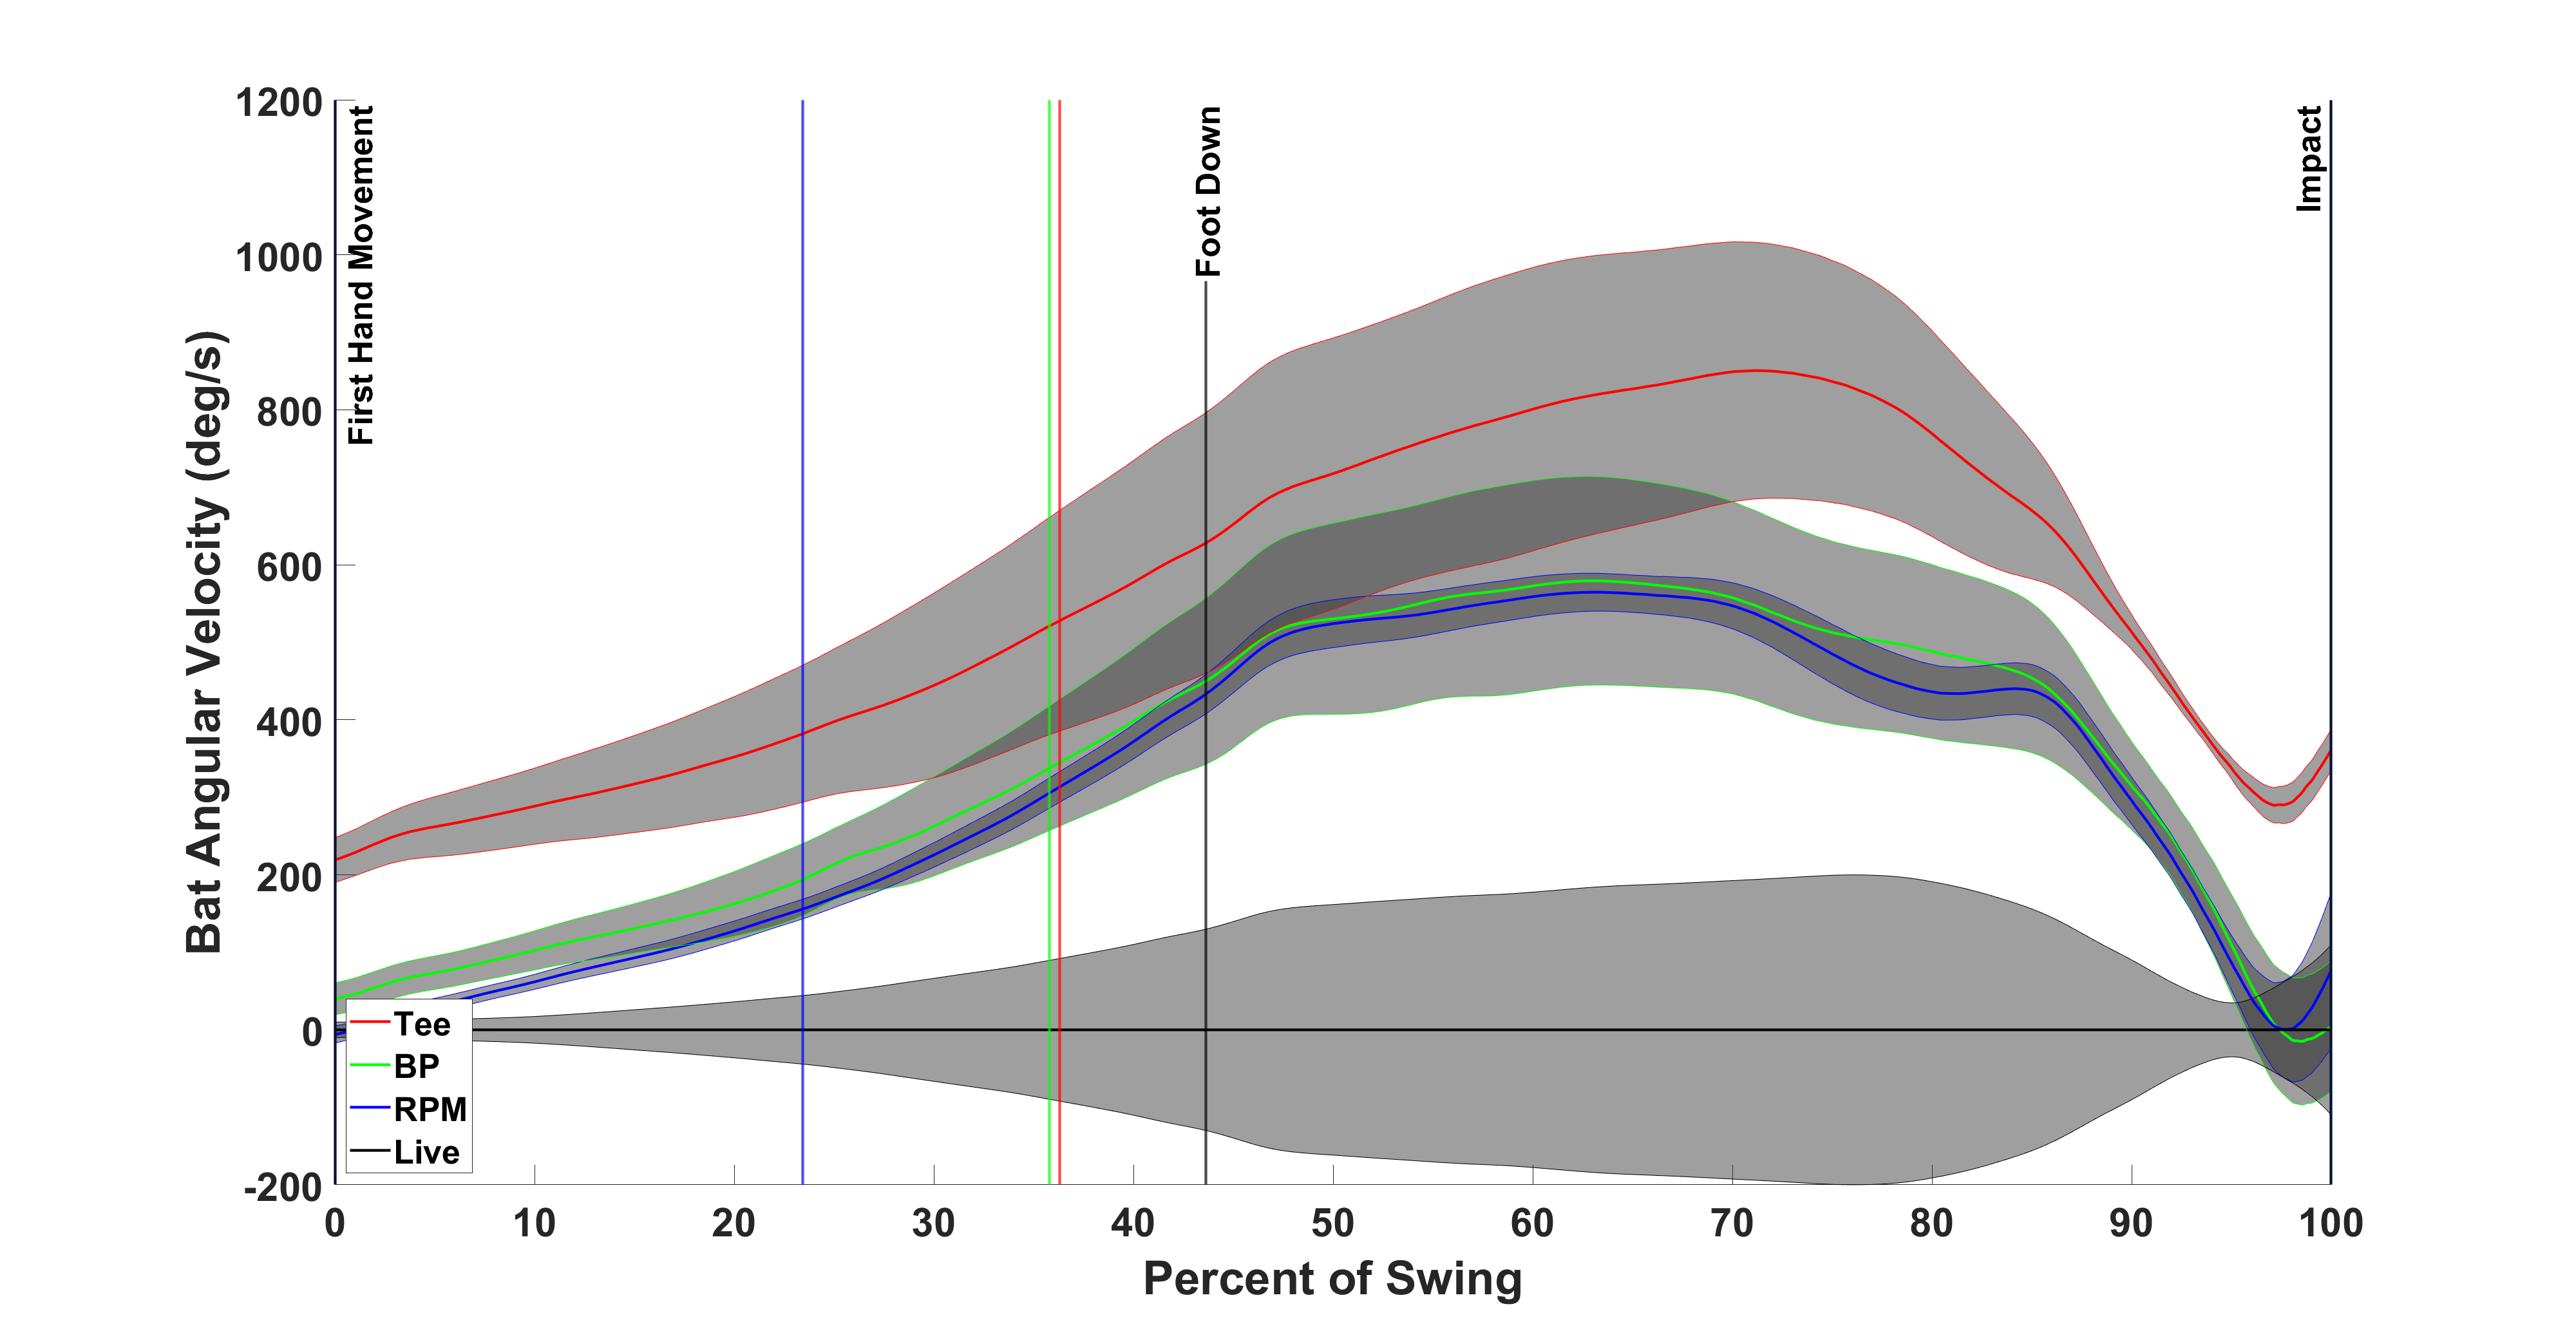 1200
1000
800
600
400
200
0
-200
Bat Angular Velocity (deg/s)
First Hand Movement
Foot Down
Impact
Tee
BP
RPM
Live
0 10 20 30 40 50 60 70 80 90 100
Percent of Swing